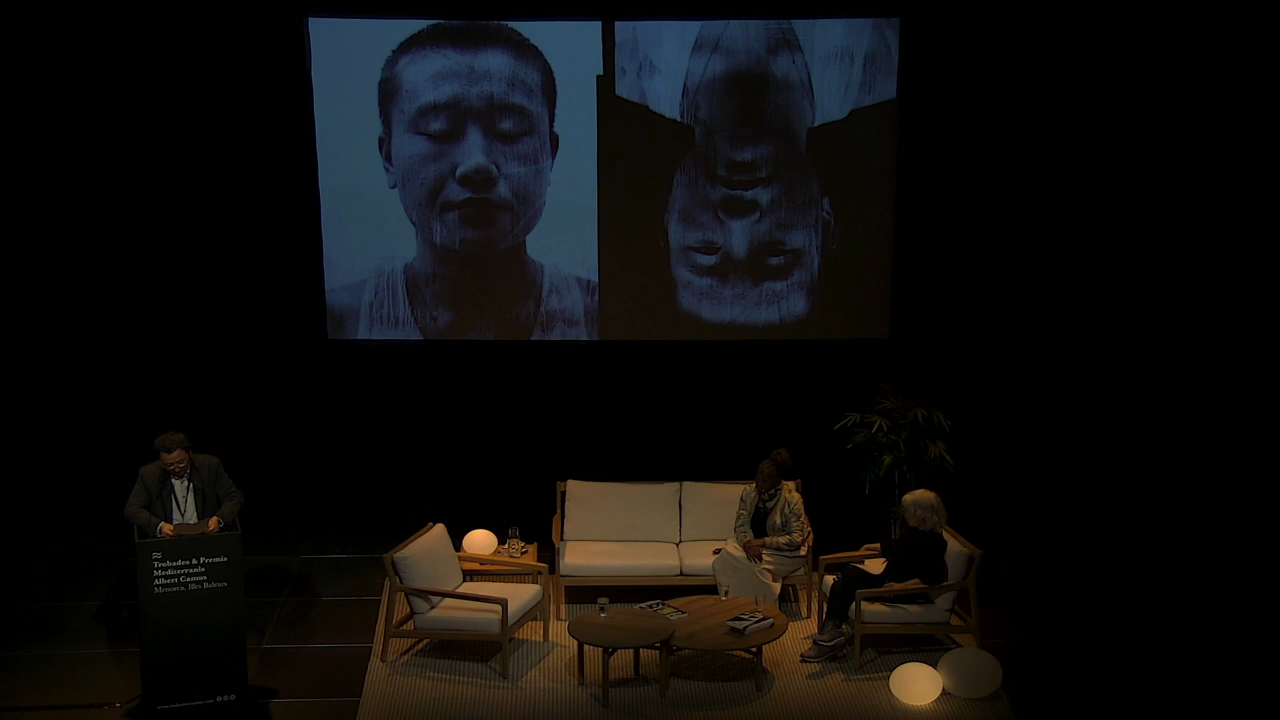 Trobades & Premis
Mediterranis
Albert Camus
Menorca, Illes Balears